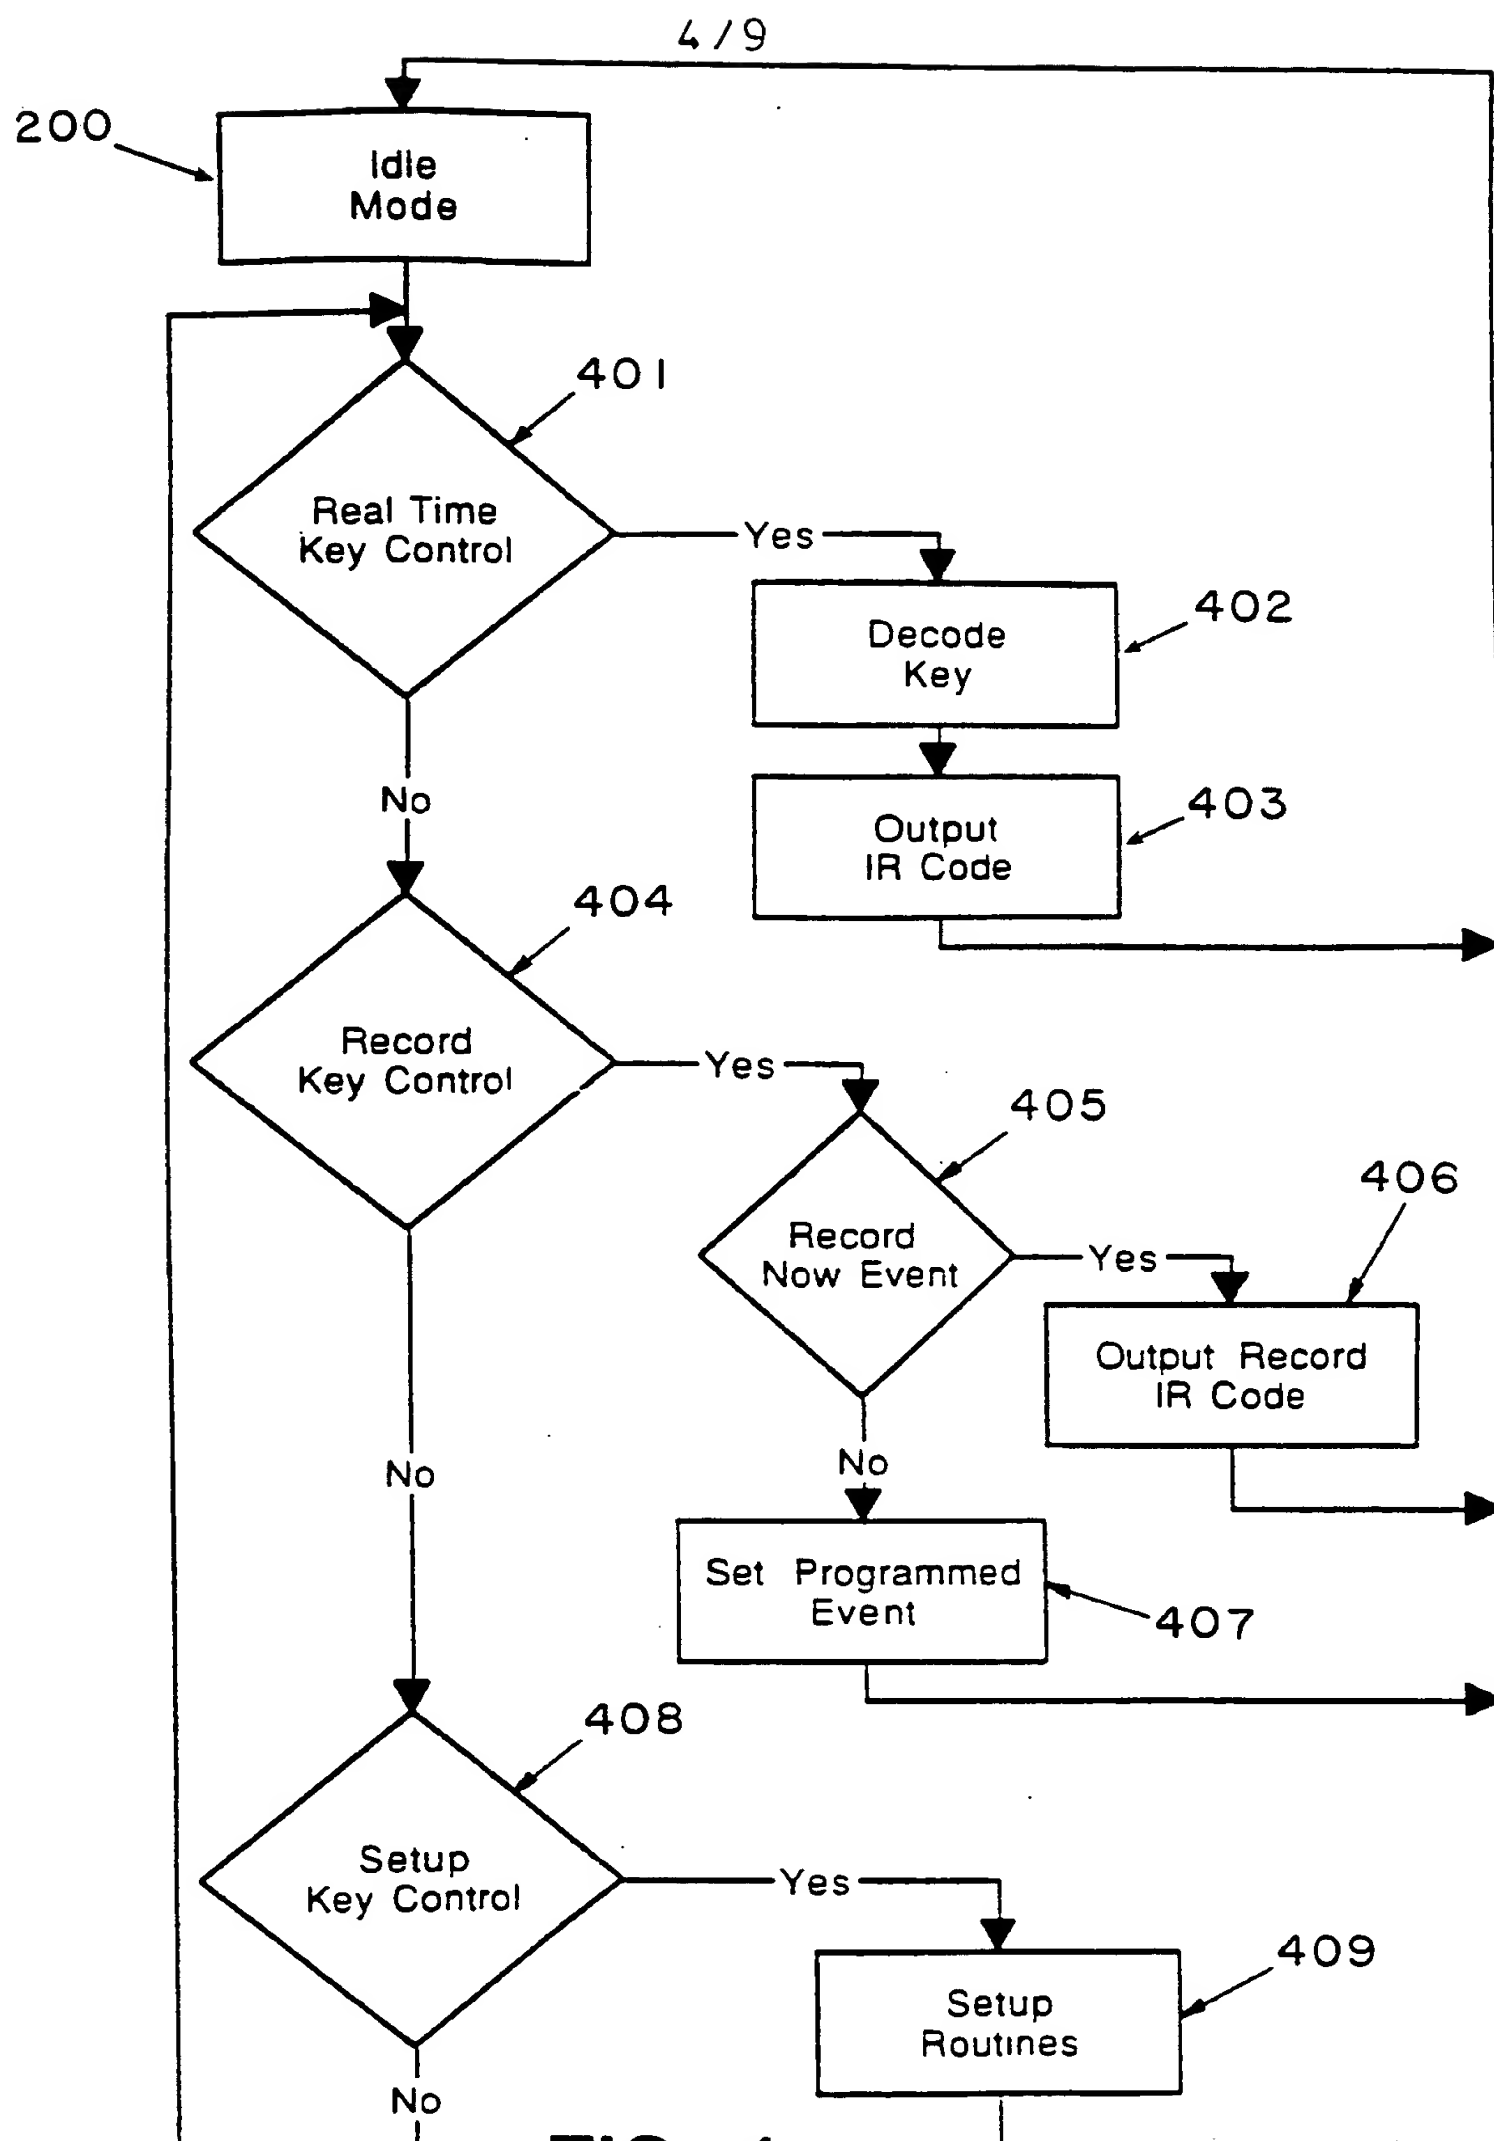 4/9
200
Idle
Mode
401
Real Time
Key Control
Yes
402
Decode
Key
No
403
Output
IR Code
404
Record
Key Control
Yes
405
406
Record
Now Event
Yes
Output Record
IR Code
No
No
Set Programmed
Event
407
408
Setup
Key Control
Yes
409
Setup
Routines
No